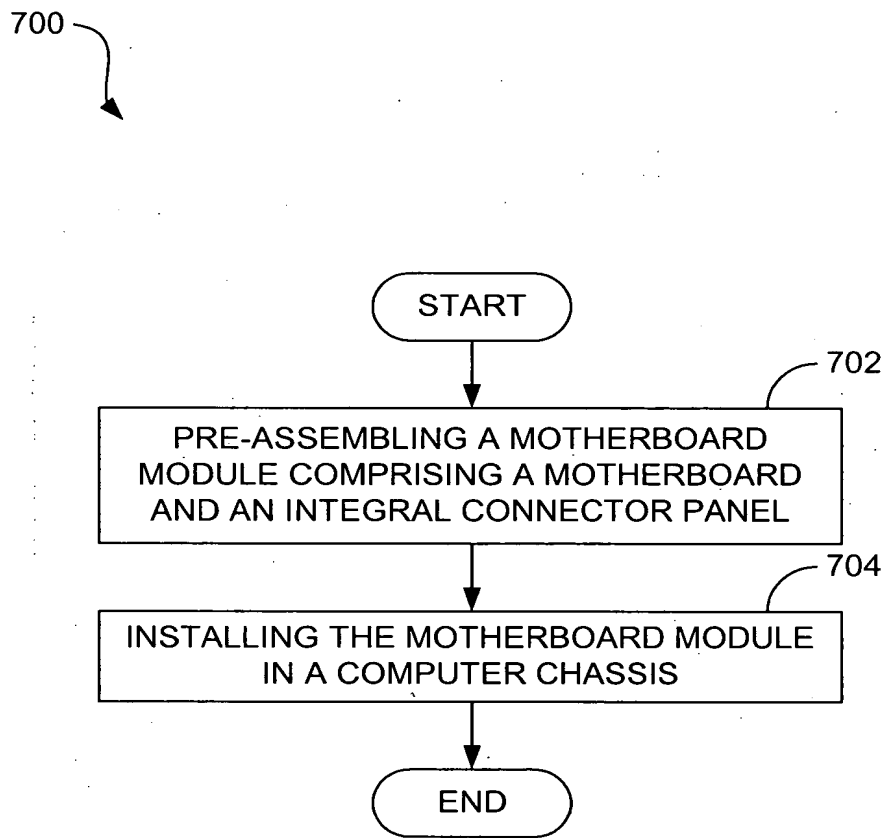 700
START
702
PRE-ASSEMBLING A MOTHERBOARD
MODULE COMPRISING A MOTHERBOARD
AND AN INTEGRAL CONNECTOR PANEL
704
INSTALLING THE MOTHERBOARD MODULE
IN A COMPUTER CHASSIS
END